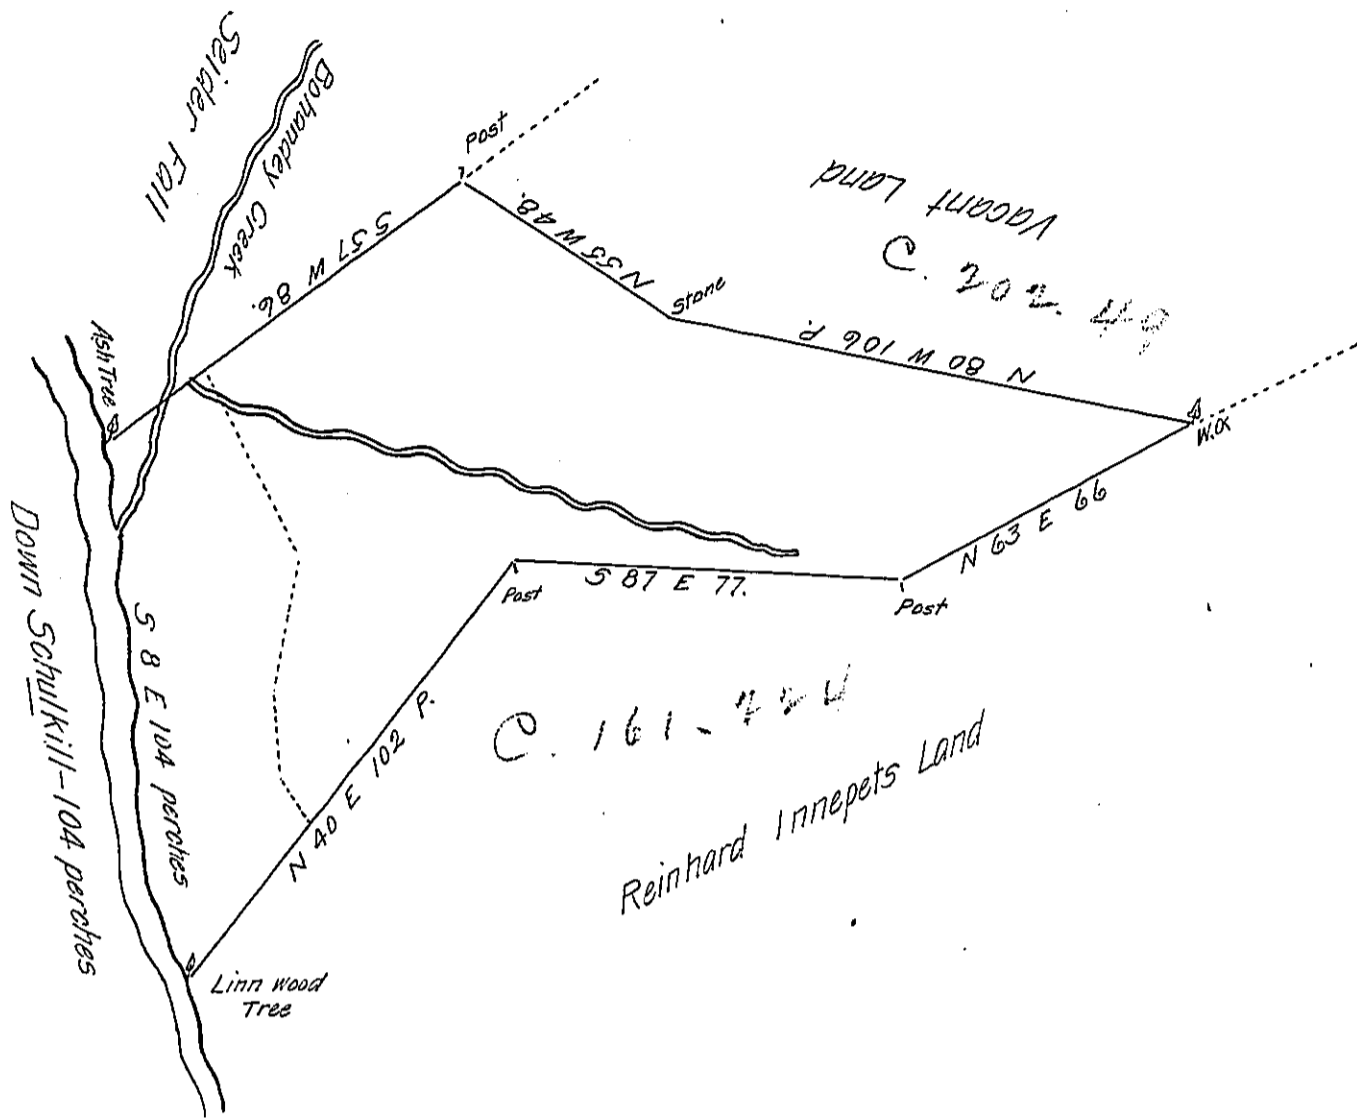 Seider Fall
Bohandey Creek
Post
S 57 W 86.
N 55 W 48.
Stone
Vacant Land
C. 202-49
N 80 W 106 P.
Ash Tree
W.O
N 63 E 66
Post
S 87 E 77.
Post
C. 161-224
N 40 E 102 P.
Reinhard Innepets Land
S 8 E 104 perches
Down Schulkill-104 perches
Linn wood
Tree